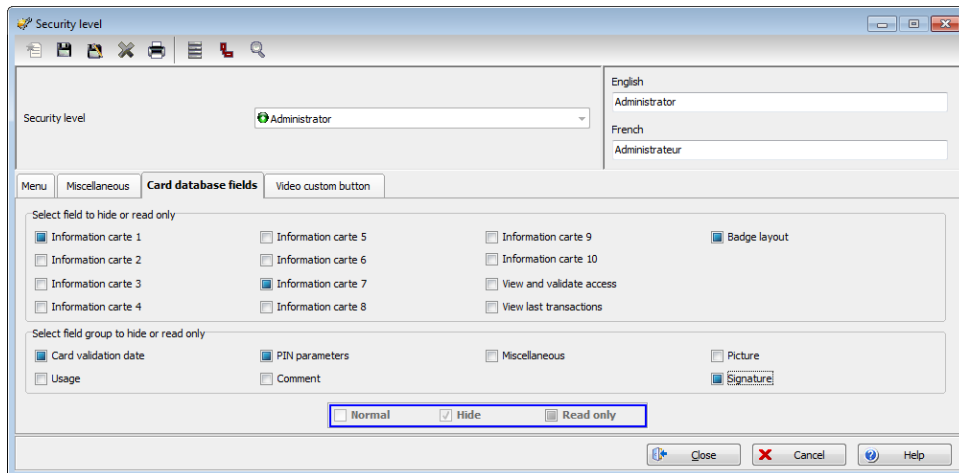 Security level
English
Administrator
Security level
Administrator
French
Administrateur
Menu Miscellaneous Card database fields Video custom button
Select field to hide or read only
Information carte 1 Information carte 5 Information carte 9 Badge layout
Information carte 2 Information carte 6 Information carte 10
Information carte 3 Information carte 7 View and validate access
Information carte 4 Information carte 8 View last transactions
Select field group to hide or read only
Card validation date PIN parameters Miscellaneous Picture
Usage Comment Signature
Normal Hide Read only
Close Cancel Help